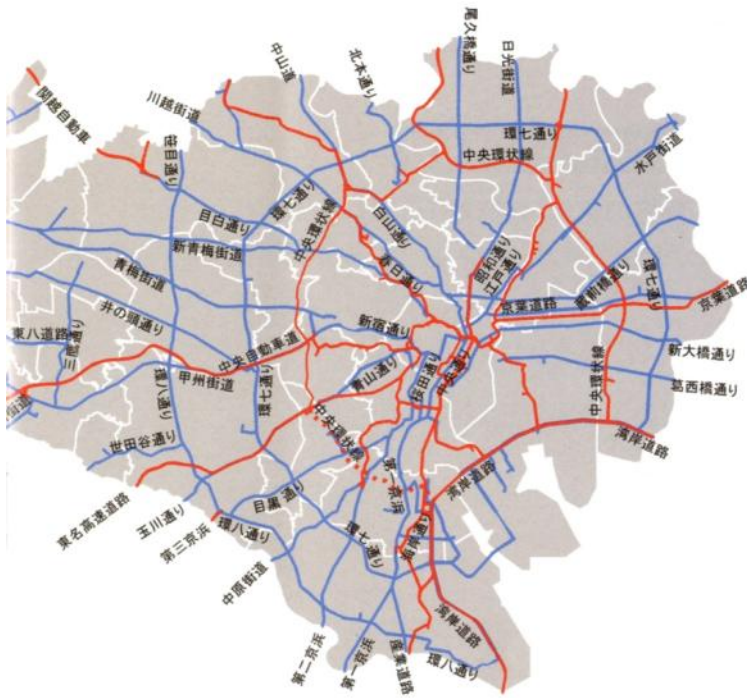 尾久橋通り
日光街道
中山道
北本通り
関越自動車
川越街道
環七通り
中央環状線
水戸街道
目白通り
環七通り
中央環状線
白山通り
目白通り
新青梅街道
春日通り
昭和通り
江戸通り
青梅街道
京葉道路
蔵前橋通り
環七通り
京葉道路
井の頭通り
新宿通り
東八道路
三鷹通り
中央自動車道
新大橋通り
甲州街道
環八通り
環七通り
青山通り
桜田通り
中央通り
中央環状線
葛西橋通り
街道
世田谷通り
中央環状線
湾岸道路
湾岸道路
東名高速道路
玉川通り
第三京浜
環八通り
目黒通り
第一京浜
環七通り
海岸通り
中原街道
湾岸道路
第二京浜
第一京浜
産業道路
環八通り